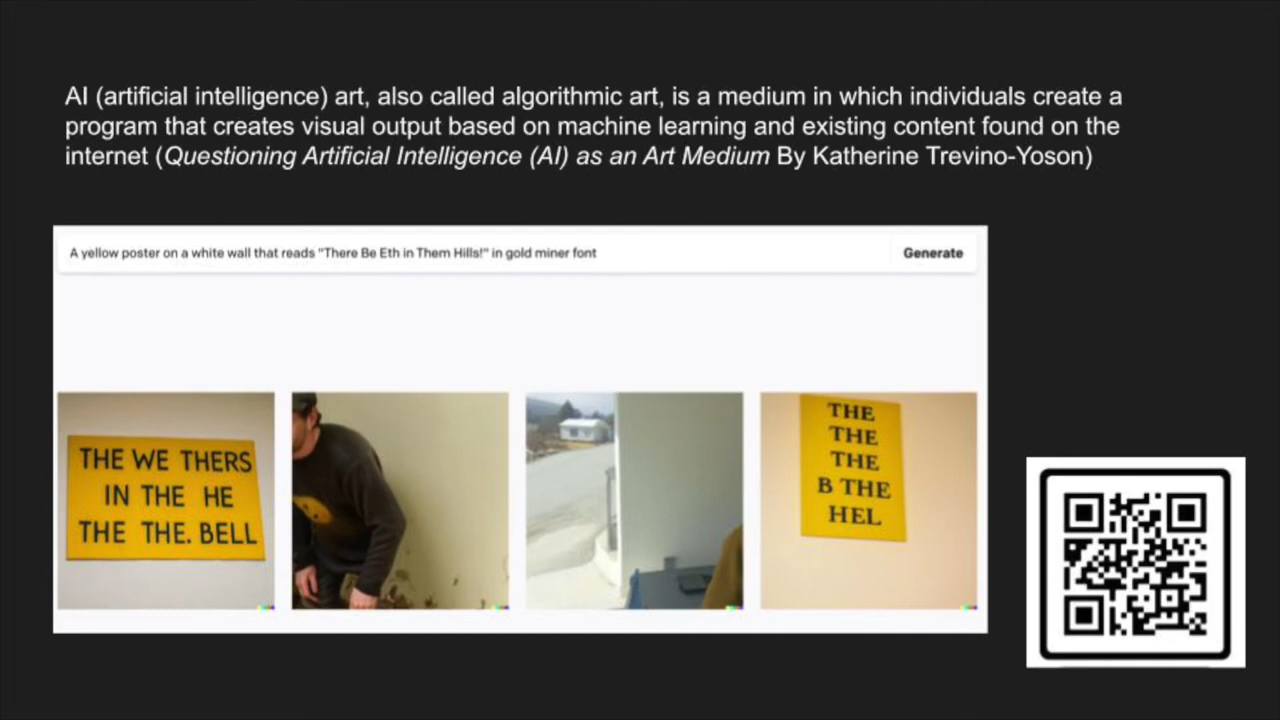 AI (artificial intelligence) art, also called algorithmic art, is a medium in which individuals create a
program that creates visual output based on machine learning and existing content found on the
internet (Questioning Artificial Intelligence (AI) as an Art Medium By Katherine Trevino-Yoson)
A yellow poster on a white wall that reads "There Be Eth in Them Hills!" in gold miner font
Generate
THE WE THERS
IN THE HE
THE THE. BELL
THE
THE
THE
B THE
HEL